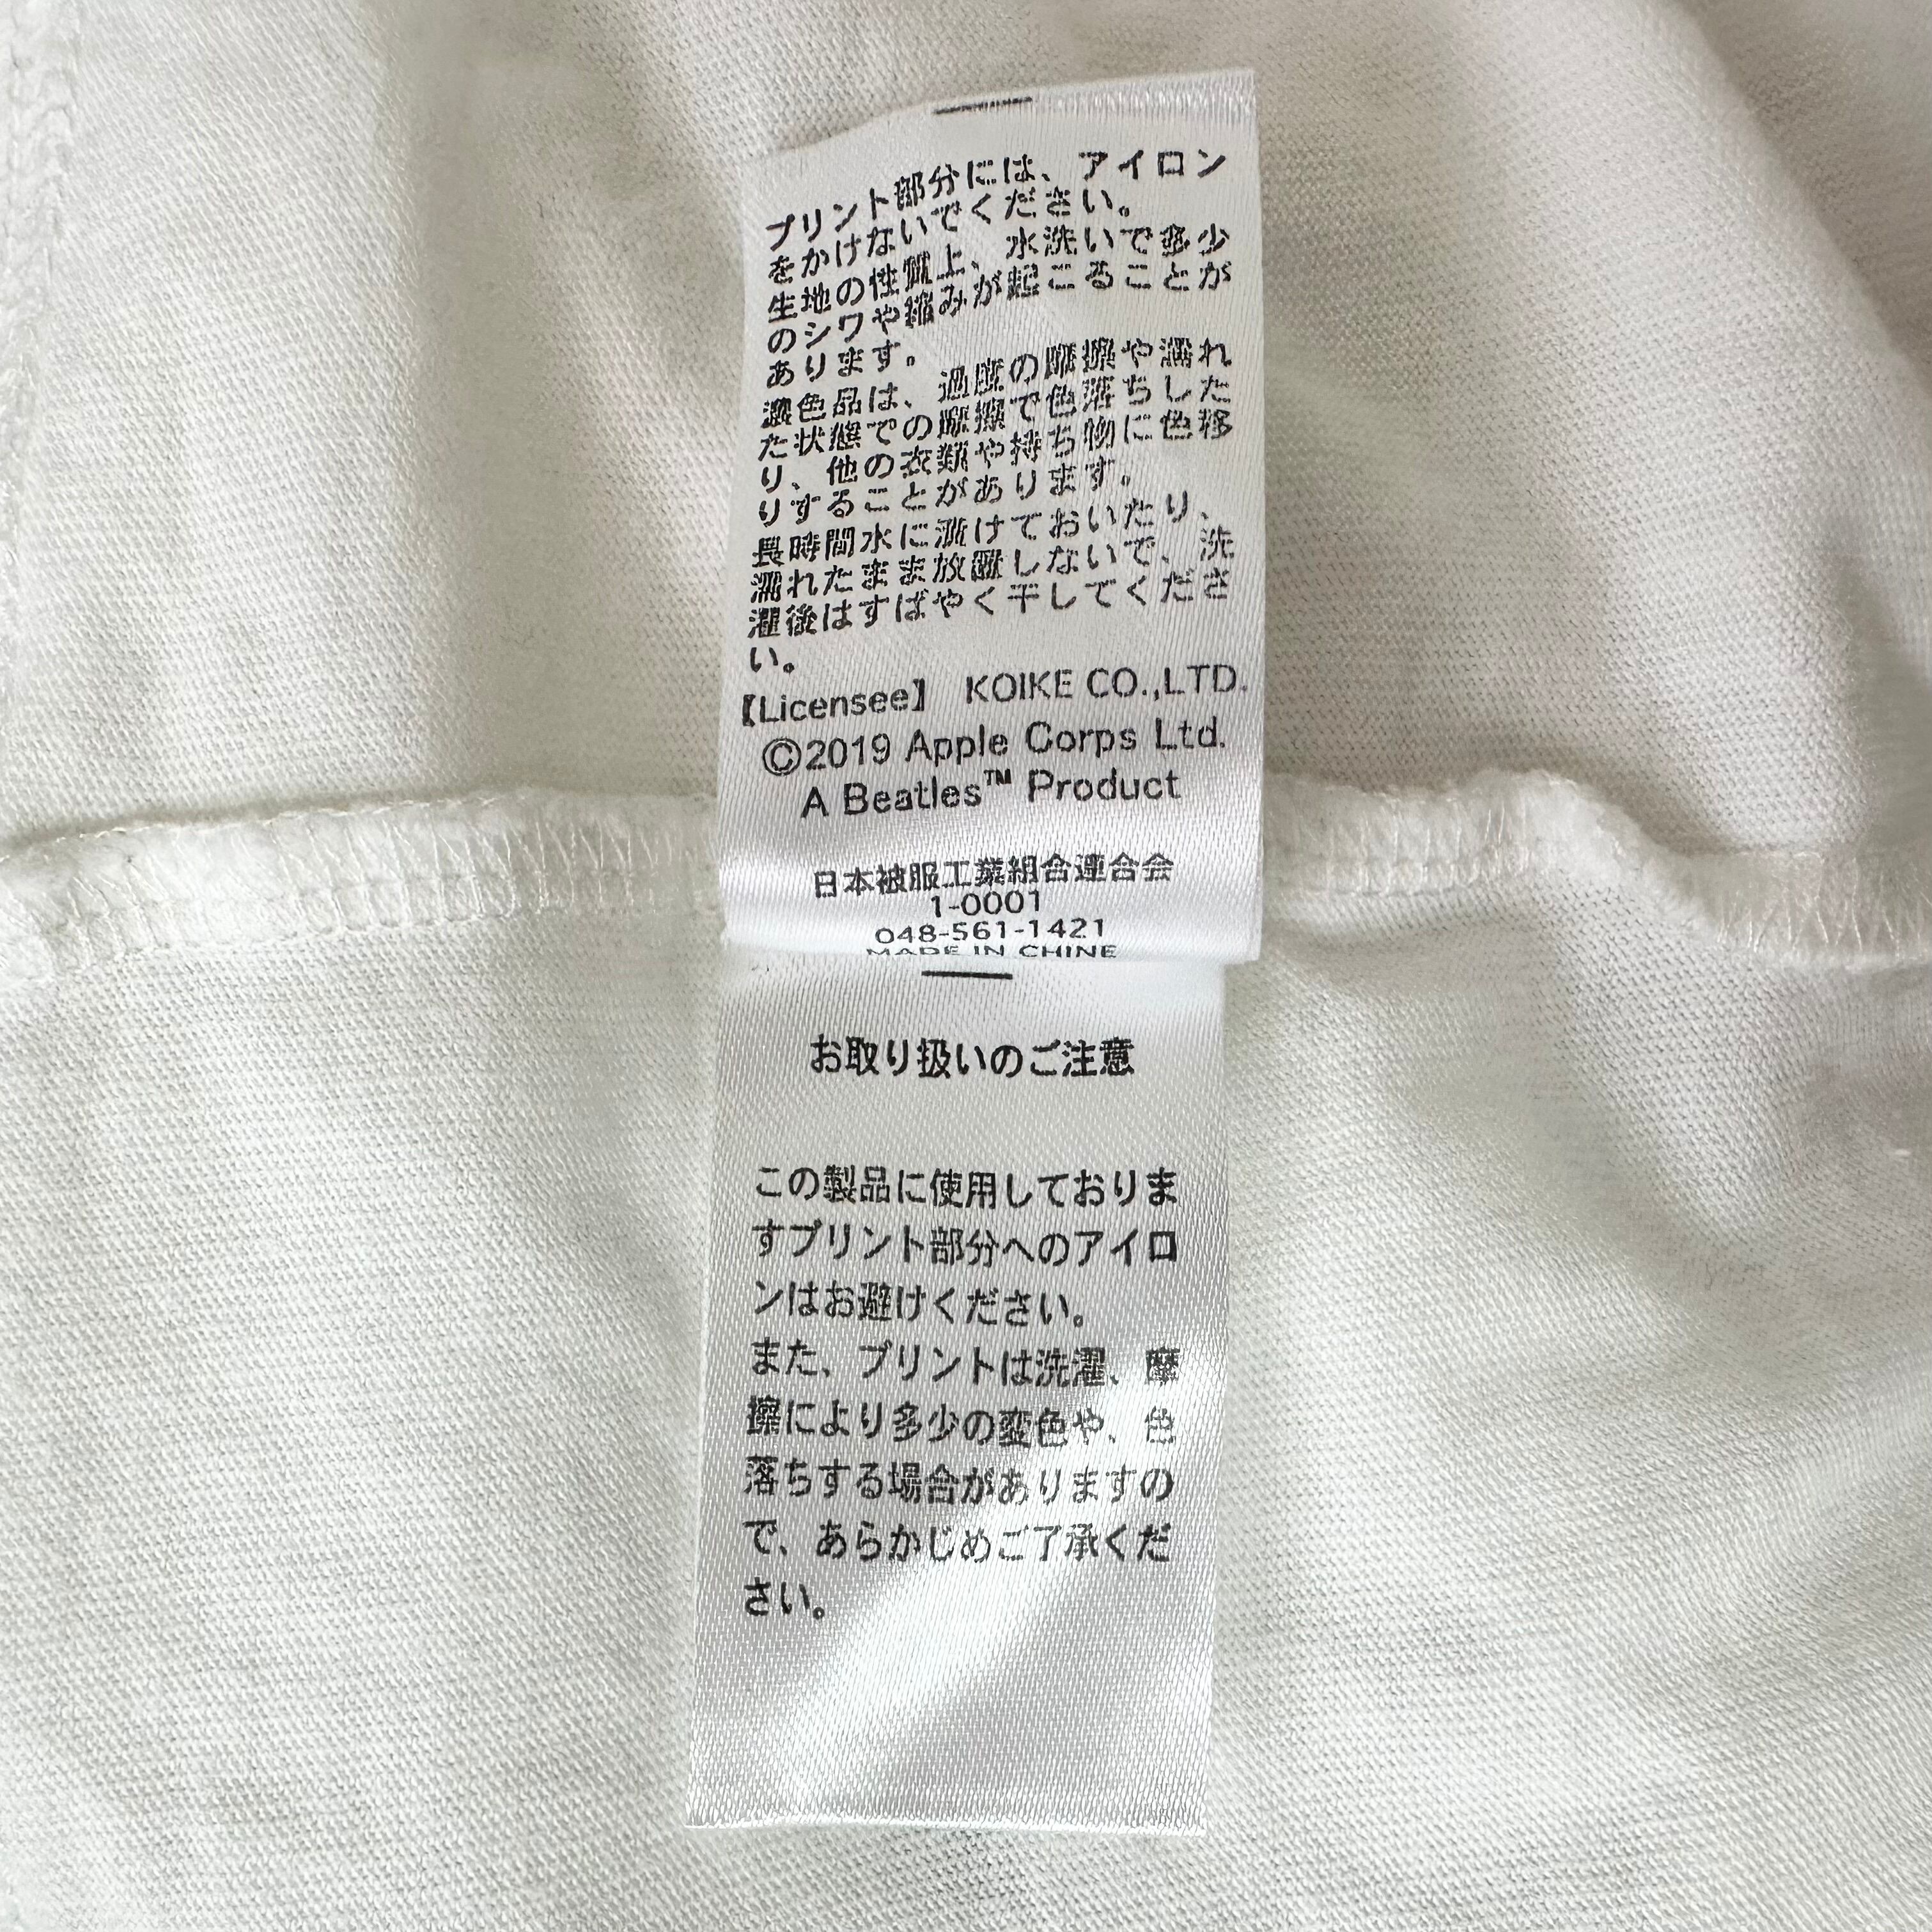 プリント部分には、アイロン
をかけないでください。
生地の性質上、水洗いで多少
のシワや縮みが起こることが
あります。
濃色品は、過度の摩擦や濡れ
た状態での摩擦で色落ちした
り、他の衣類や持ち物に色移
りすることがあります。
長時間水に漬けておいたり、
濡れたまま放置しないで、洗
濯後はすばやく干してくださ
い。
【Licensee】 KOIKE CO.,LTD.
©2019 Apple Corps Ltd.
A Beatles™ Product
日本被服工業組合連合会
1-0001
048-561-1421
MADE IN CHINE
お取り扱いのご注意
この製品に使用しておりま
すプリント部分へのアイロ
ンはお避けください。
また、プリントは洗濯、摩
擦により多少の変色や、色
落ちする場合がありますの
で、あらかじめご了承くだ
さい。